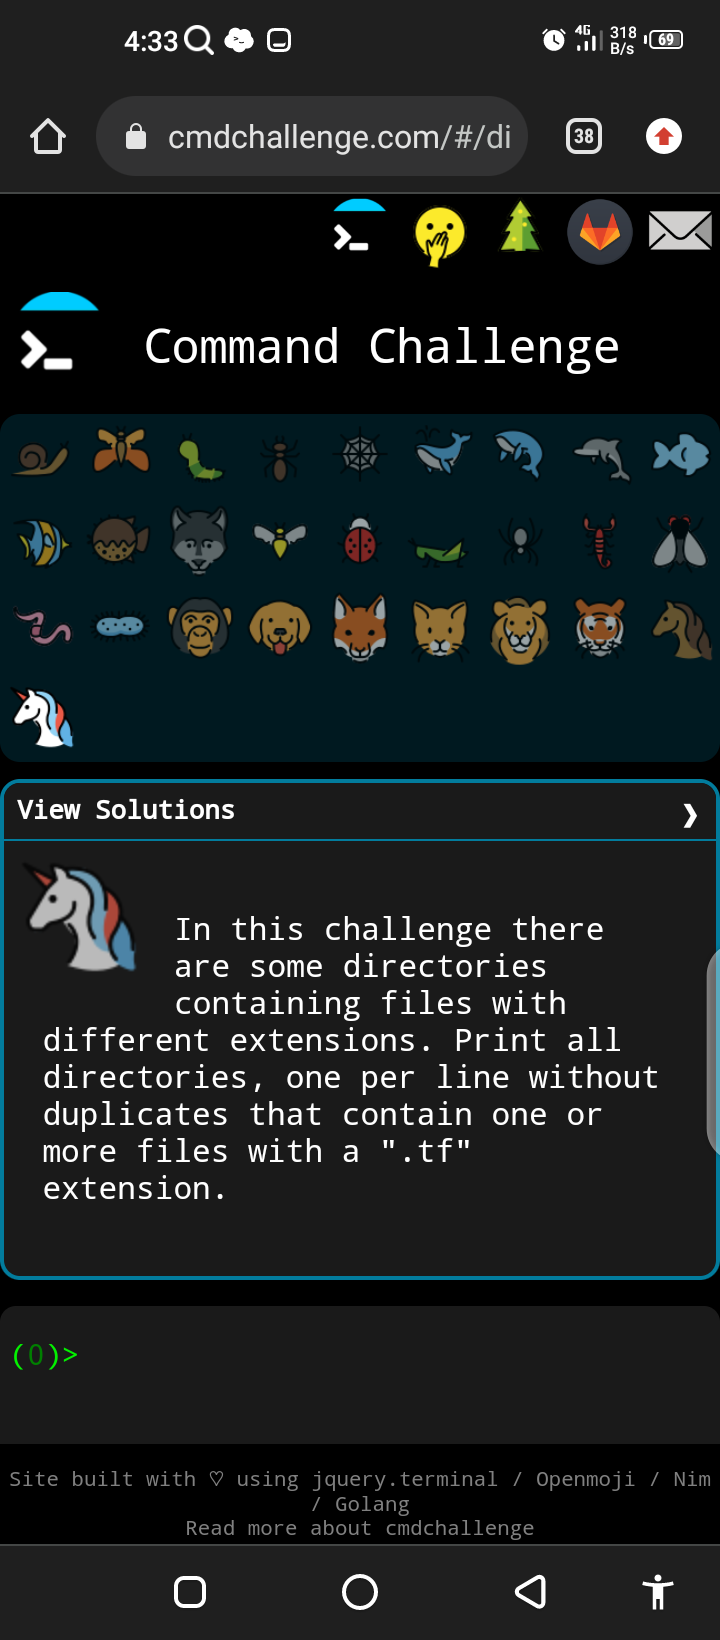 4:33
4G
318
B/s
69
cmdchallenge.com/#/di
38
Command Challenge
View Solutions
In this challenge there
are some directories
containing files with
different extensions. Print all
directories, one per line without
duplicates that contain one or
more files with a ".tf"
extension.
(0)>
Site built with ♡ using jquery.terminal / Openmoji / Nim
/ Golang
Read more about cmdchallenge